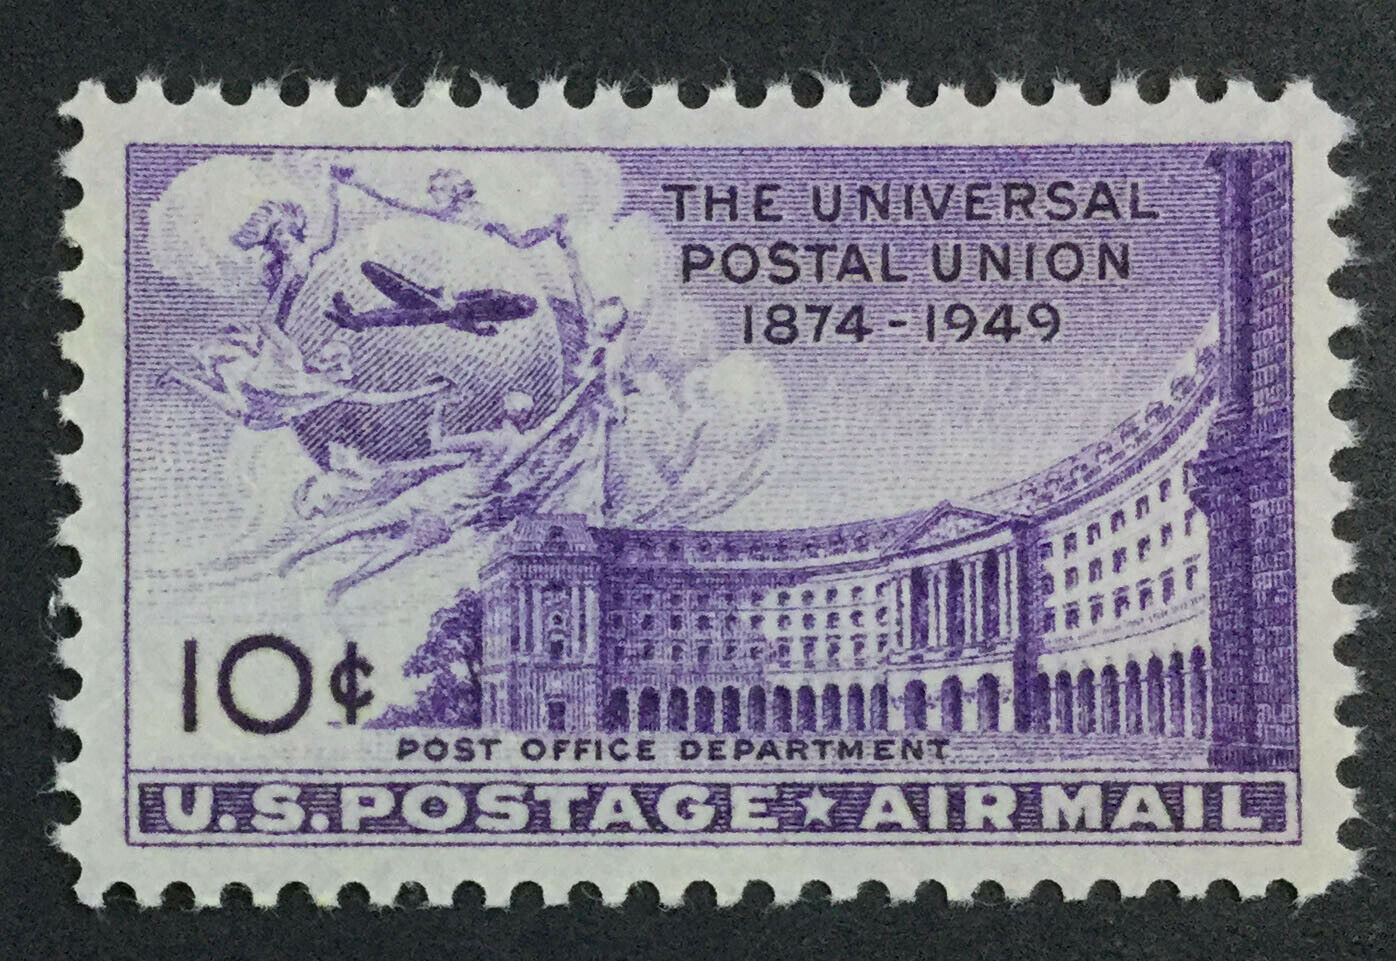 THE UNIVERSAL
POSTAL UNION
1874-1949
10¢
POST OFFICE DEPARTMENT
U.S. POSTAGE ★ AIR MAIL